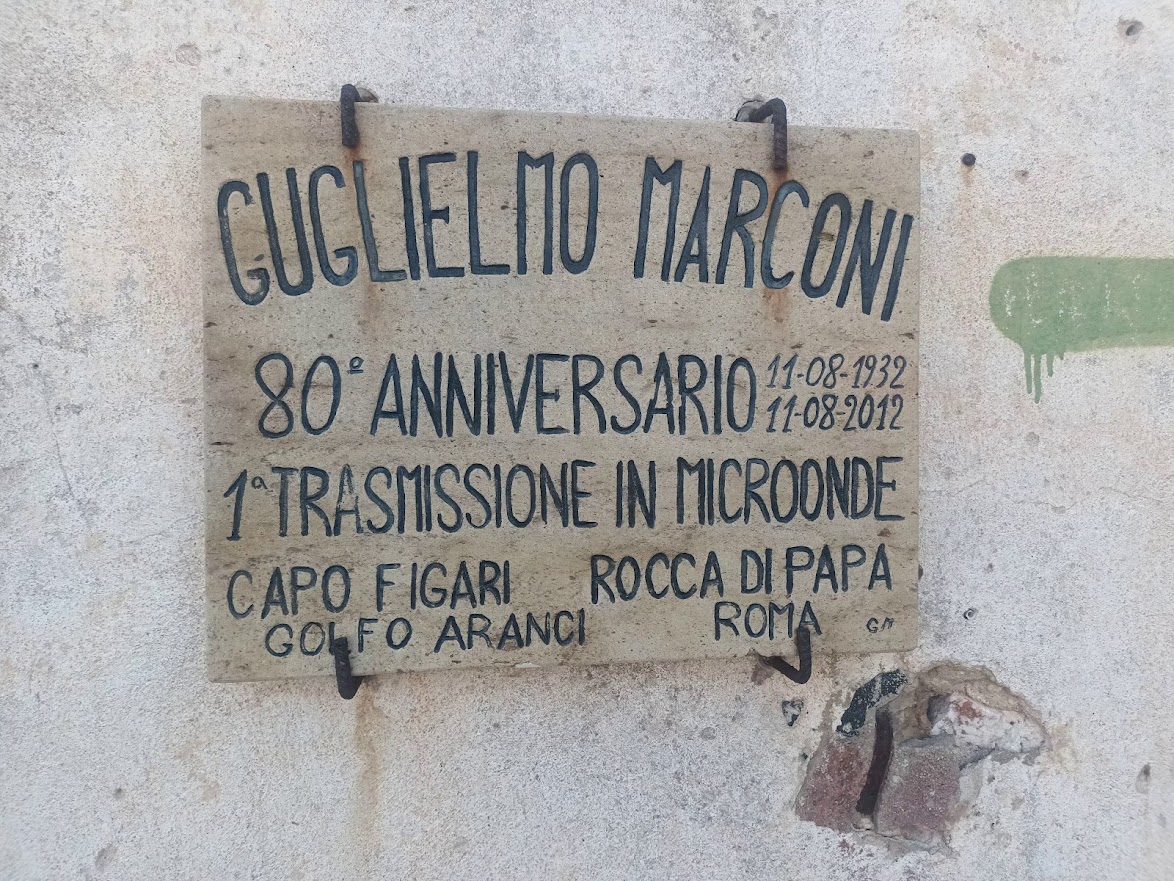 GUGLIELMO MARCONI
80° ANNIVERSARIO 11-08-1932
11-08-2012
1ª TRASMISSIONE IN MICROONDE
CAPO FIGARI ROCCA DI PAPA
GOLFO ARANCI ROMA GM